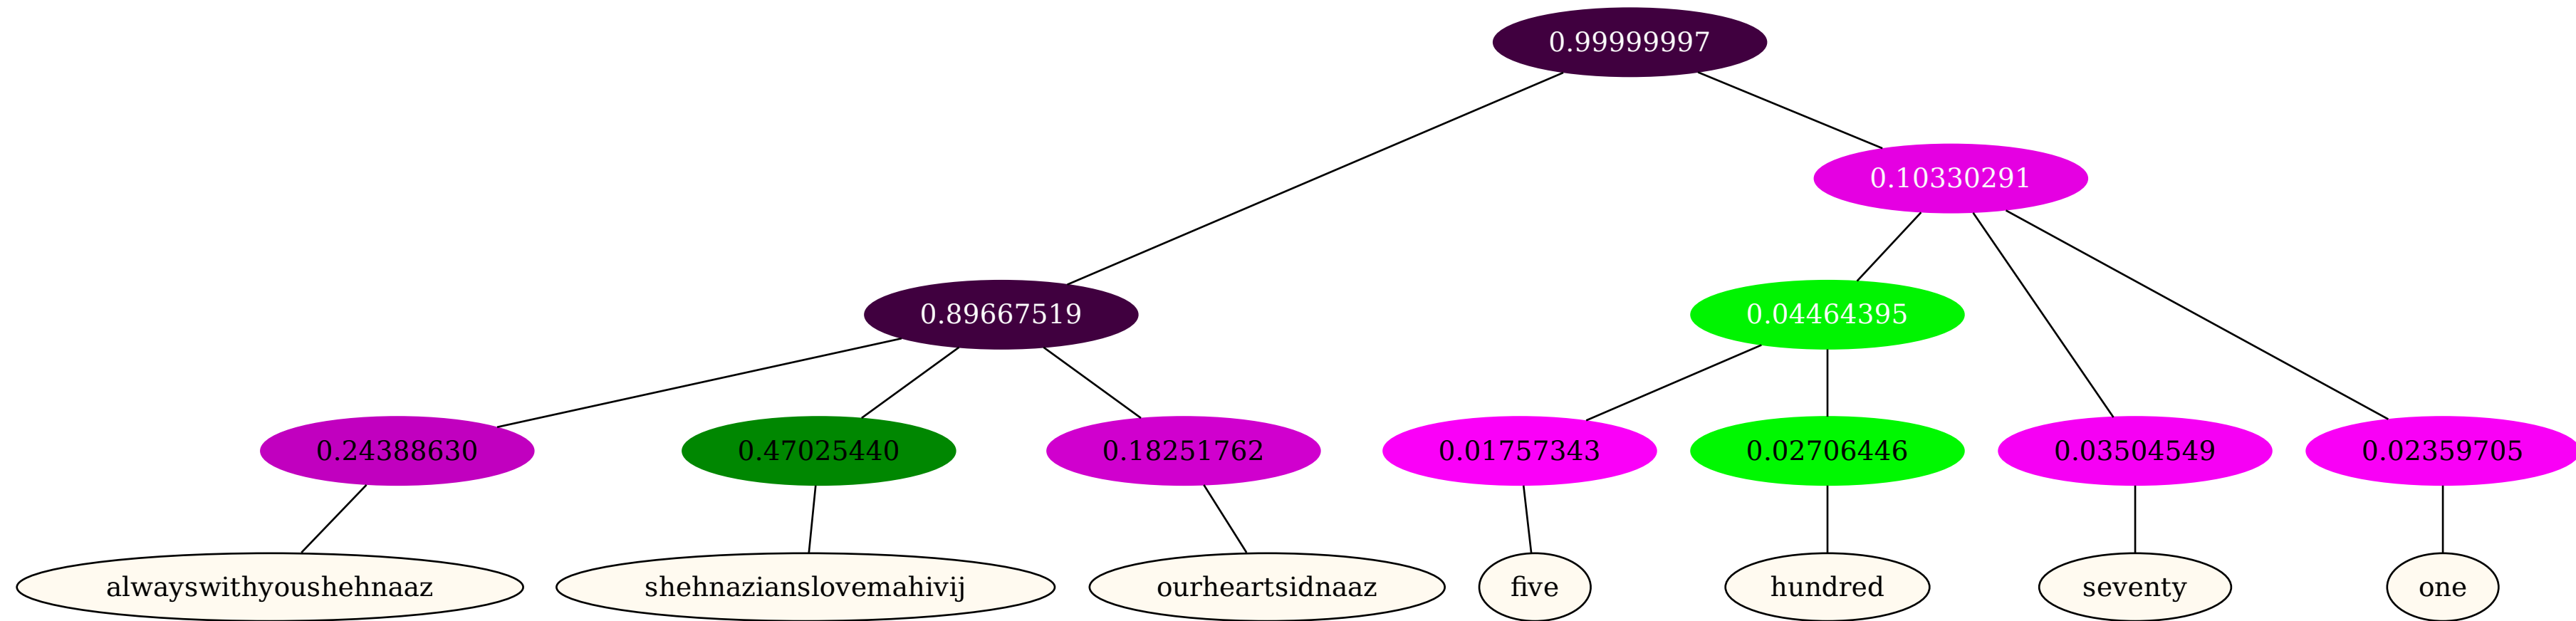 0.99999997
0.10330291
0.89667519 0.04464395
0.24388630 0.47025440 0.18251762 0.01757343 0.02706446 0.03504549 0.02359705
alwayswithyoushehnaaz shehnazianslovemahivij ourheartsidnaaz five hundred seventy one